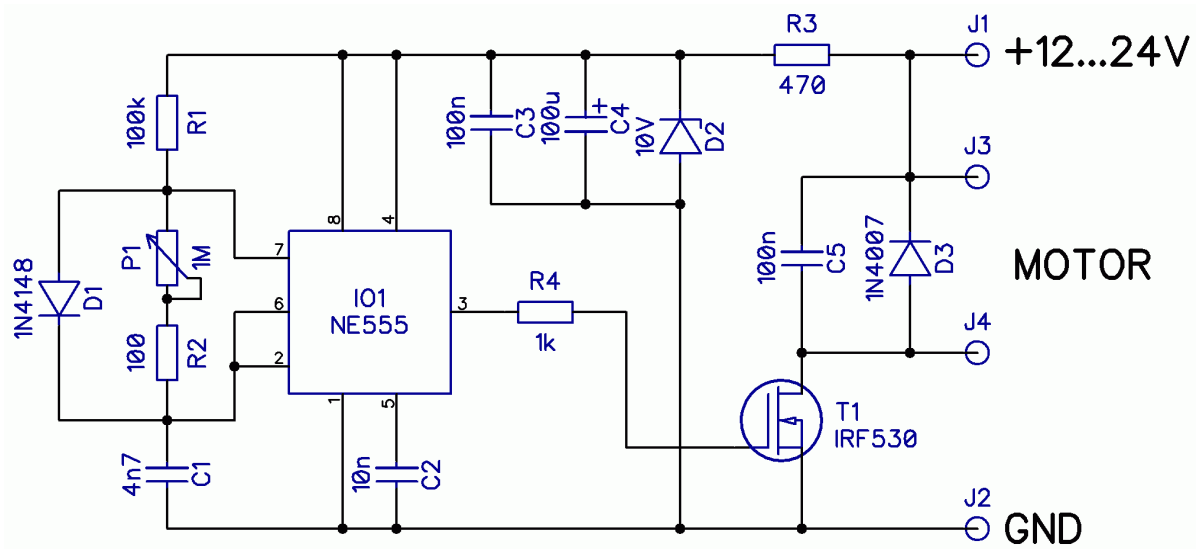 R3
J1
+12...24V
470
100k
R1
100n
C3
100u
+
C4
10V
D2
J3
8
4
P1
1M
7
1N4148
D1
IO1
NE555
6
3
R4
1k
100n
C5
1N4007
D3
MOTOR
100
R2
2
J4
1
5
T1
IRF530
4n7
C1
10n
C2
J2
GND